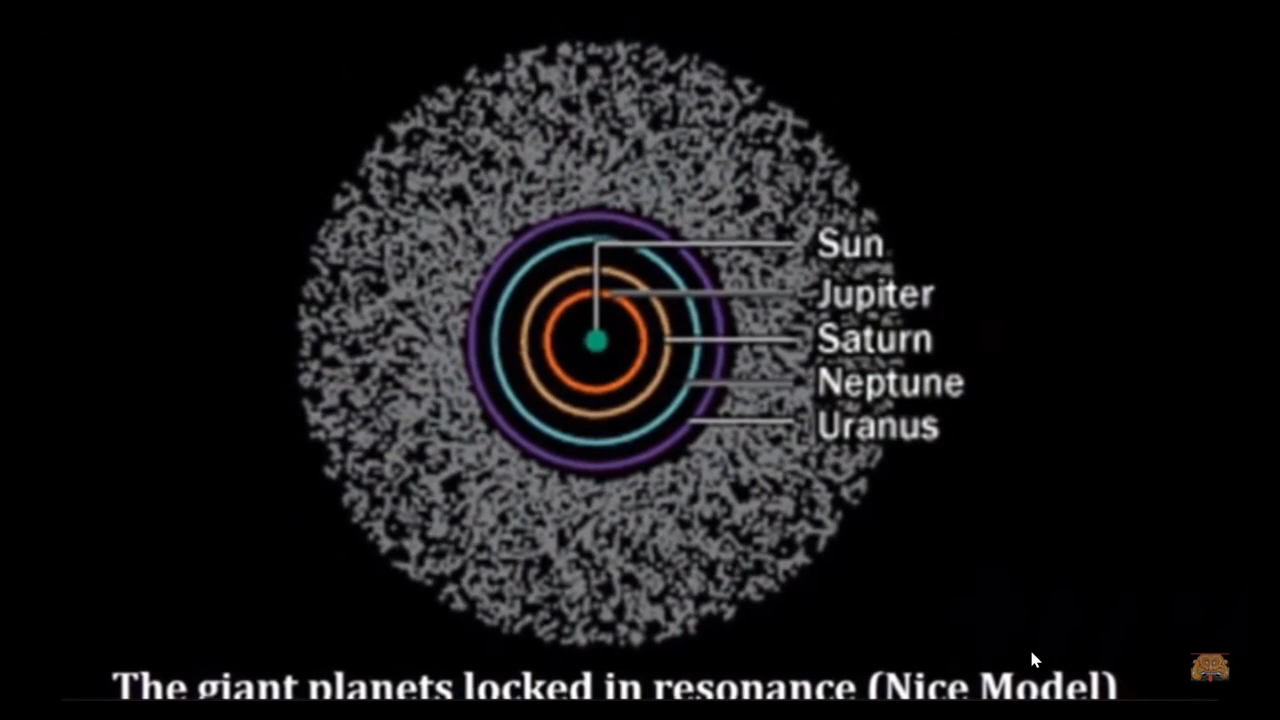 Sun
Jupiter
Saturn
Neptune
Uranus
The giant planets locked in resonance (Nice Model)